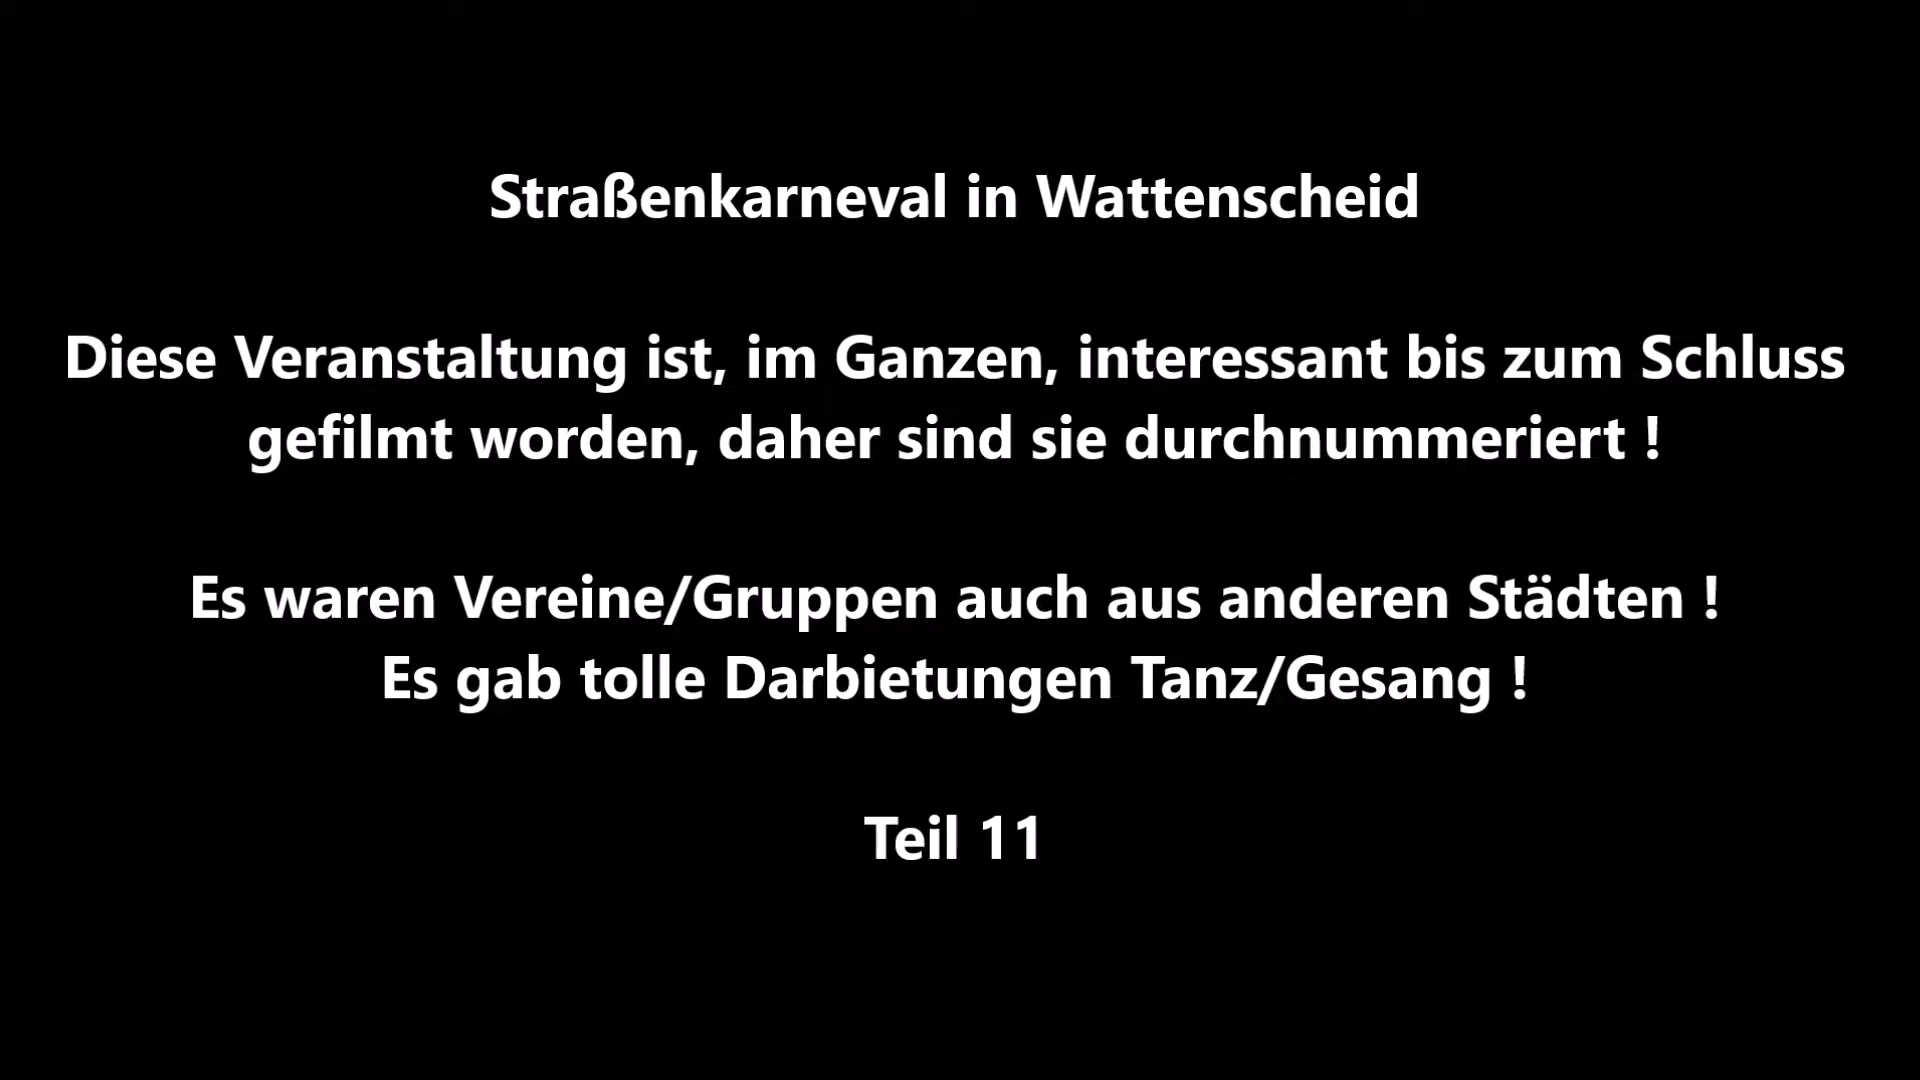 Straßenkarneval in Wattenscheid
Diese Veranstaltung ist, im Ganzen, interessant bis zum Schluss
gefilmt worden, daher sind sie durchnummeriert !
Es waren Vereine/Gruppen auch aus anderen Städten !
Es gab tolle Darbietungen Tanz/Gesang !
Teil 11